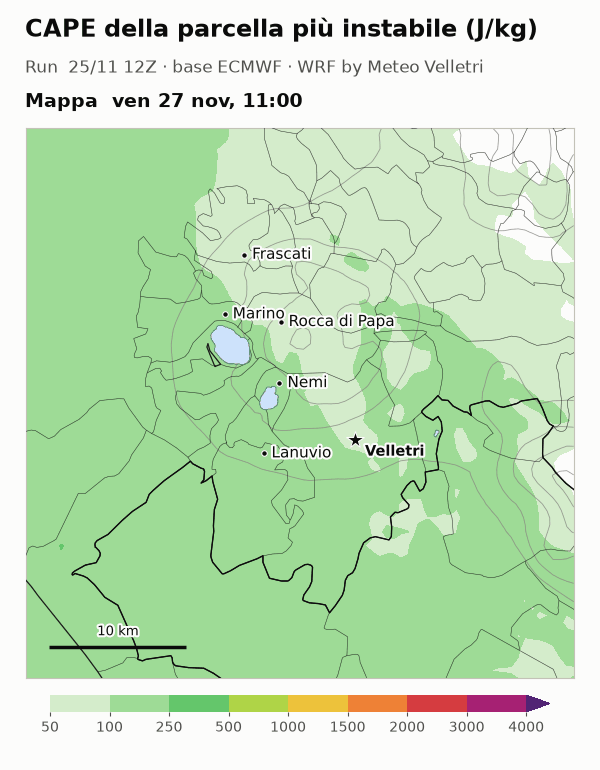 CAPE della parcella più instabile (J/kg)
Run  25/11 12Z · base ECMWF · WRF by Meteo Velletri
Mappa  ven 27 nov, 11:00
Frascati
Marino
Rocca di Papa
Nemi
Velletri
Lanuvio
10 km
50 100 250 500 1000 1500 2000 3000 4000